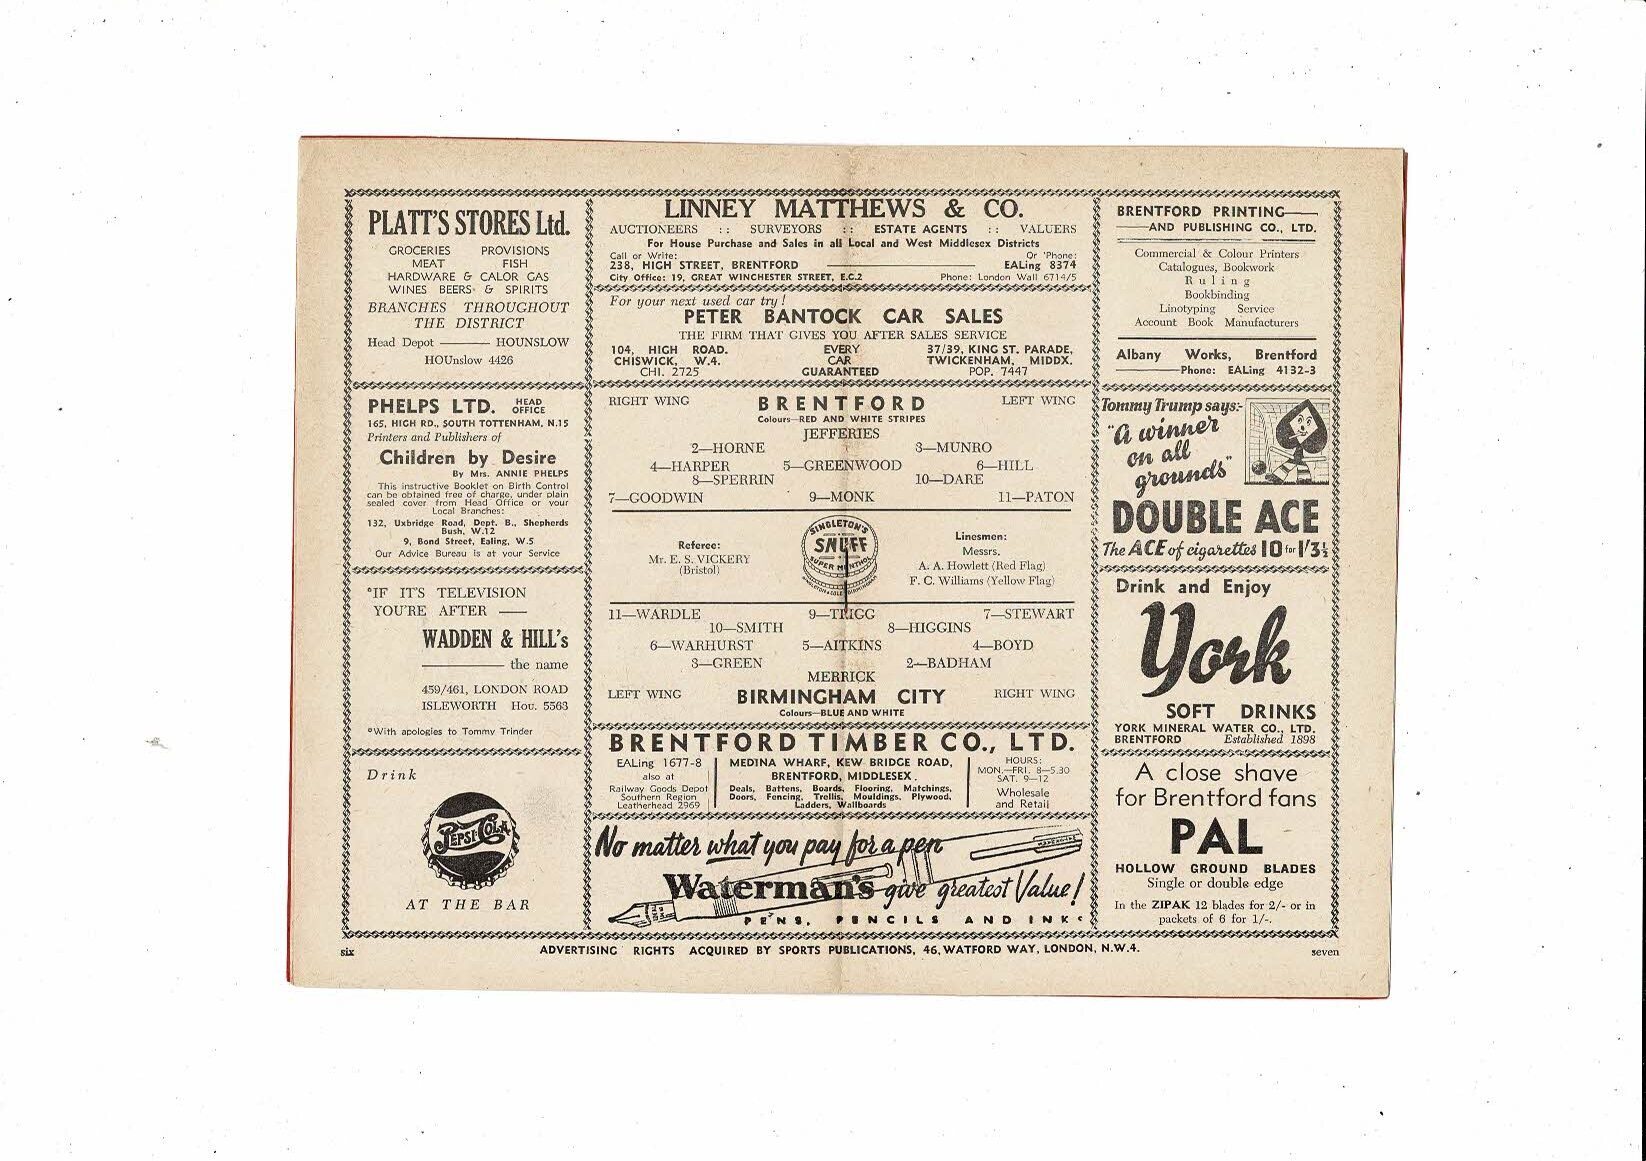 PLATT'S STORES Ltd.
GROCERIES PROVISIONS
MEAT FISH
HARDWARE & CALOR GAS
WINES BEERS & SPIRITS
BRANCHES THROUGHOUT
THE DISTRICT
Head Depot ——— HOUNSLOW
HOUnslow 4426
PHELPS LTD. HEAD OFFICE
165, HIGH RD., SOUTH TOTTENHAM, N.15
Printers and Publishers of
Children by Desire
By Mrs. ANNIE PHELPS
This instructive Booklet on Birth Control
can be obtained free of charge, under plain
sealed cover from Head Office or your
Local Branches:
132, Uxbridge Road, Dept. B., Shepherds
Bush, W.12
9, Bond Street, Ealing, W.5
Our Advice Bureau is at your Service
*IF IT'S TELEVISION
YOU'RE AFTER ——
WADDEN & HILL's
——— the name
459/461, LONDON ROAD
ISLEWORTH Hou. 5563
*With apologies to Tommy Trinder
Drink
PEPSI-COLA
AT THE BAR
six
LINNEY MATTHEWS & CO.
AUCTIONEERS :: SURVEYORS :: ESTATE AGENTS :: VALUERS
For House Purchase and Sales in all Local and West Middlesex Districts
Call or Write: Or 'Phone:
238, HIGH STREET, BRENTFORD ——— EALing 8374
City Office: 19, GREAT WINCHESTER STREET, E.C.2 Phone: London Wall 6714/5
For your next used car try!
PETER BANTOCK CAR SALES
THE FIRM THAT GIVES YOU AFTER SALES SERVICE
104, HIGH ROAD. EVERY 37/39, KING ST. PARADE,
CHISWICK, W.4. CAR TWICKENHAM, MIDDX.
CHI. 2725 GUARANTEED POP. 7447
RIGHT WING BRENTFORD LEFT WING
Colours—RED AND WHITE STRIPES
JEFFERIES
2—HORNE 3—MUNRO
4—HARPER 5—GREENWOOD 6—HILL
8—SPERRIN 10—DARE
7—GOODWIN 9—MONK 11—PATON
Referee:
Mr. E. S. VICKERY
(Bristol)
SINGLETON'S
SNUFF
SUPER MENTHOL
Linesmen:
Messrs.
A. A. Howlett (Red Flag)
F. C. Williams (Yellow Flag)
11—WARDLE 9—TRIGG 7—STEWART
10—SMITH 8—HIGGINS
6—WARHURST 5—AITKINS 4—BOYD
3—GREEN 2—BADHAM
MERRICK
LEFT WING BIRMINGHAM CITY RIGHT WING
Colours—BLUE AND WHITE
BRENTFORD TIMBER CO., LTD.
EALing 1677-8
also at
Railway Goods Depot
Southern Region
Leatherhead 2969
MEDINA WHARF, KEW BRIDGE ROAD,
BRENTFORD, MIDDLESEX.
Deals, Battens, Boards, Flooring, Matchings,
Doors, Fencing, Trellis, Mouldings, Plywood,
Ladders, Wallboards
HOURS:
MON.—FRI. 8—5.30
SAT. 9—12
Wholesale
and Retail
No matter what you pay for a pen
Waterman's give greatest Value!
PENS, PENCILS AND INKS
ADVERTISING RIGHTS ACQUIRED BY SPORTS PUBLICATIONS, 46, WATFORD WAY, LONDON, N.W.4.
BRENTFORD PRINTING——
——AND PUBLISHING CO., LTD.
Commercial & Colour Printers
Catalogues, Bookwork
Ruling
Bookbinding
Linotyping Service
Account Book Manufacturers
Albany Works, Brentford
———Phone: EALing 4132-3
Tommy Trump says:-
"A winner
on all
grounds"
DOUBLE ACE
The ACE of cigarettes 10 for 1/3½
Drink and Enjoy
York
SOFT DRINKS
YORK MINERAL WATER CO., LTD.
BRENTFORD Established 1898
A close shave
for Brentford fans
PAL
HOLLOW GROUND BLADES
Single or double edge
In the ZIPAK 12 blades for 2/- or in
packets of 6 for 1/-.
seven